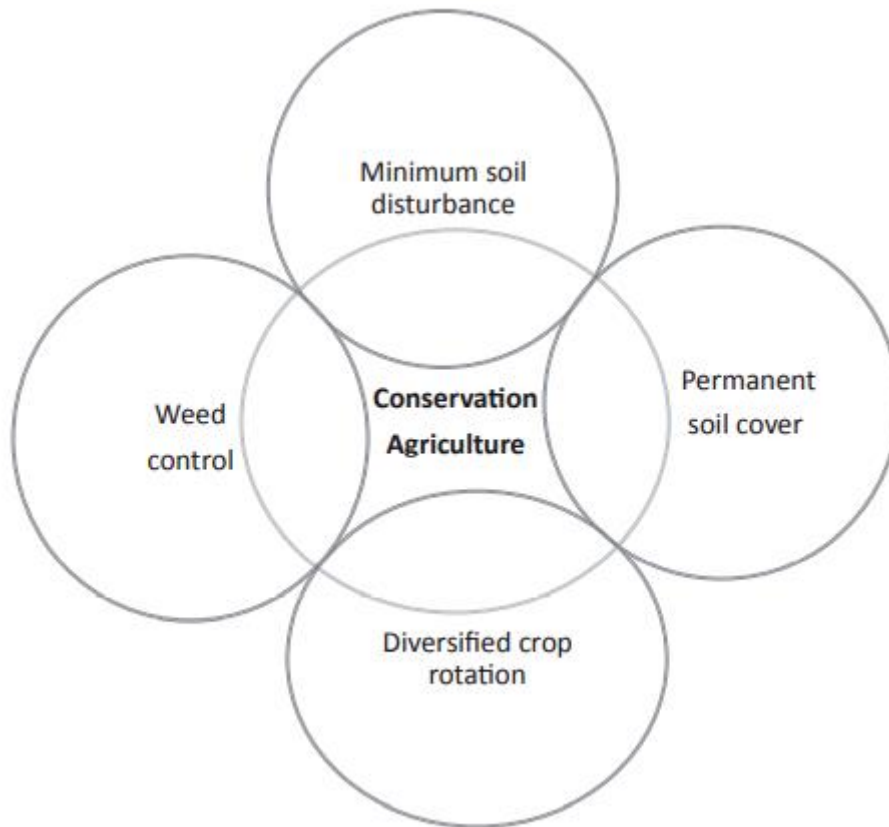 Minimum soil
disturbance
Permanent
soil cover
Conservation
Agriculture
Weed
control
Diversified crop
rotation